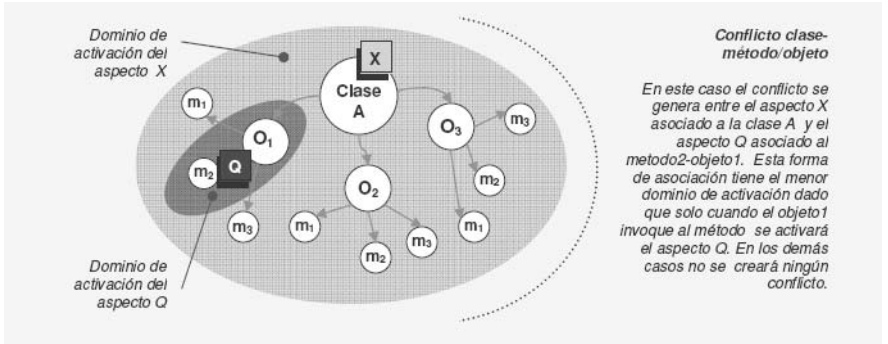 Dominio de
activación del
aspecto X
X
Clase
A
m1
O1
O3
m3
m2
Q
O2
m2
m3
m1
m2
m3
m1
Dominio de
activación del
aspecto Q
Conflicto clase-
método/objeto
En este caso el conflicto se
genera entre el aspecto X
asociado a la clase A y el
aspecto Q asociado al
metodo2-objeto1. Esta forma
de asociación tiene el menor
dominio de activación dado
que solo cuando el objeto1
invoque al método se activará
el aspecto Q. En los demás
casos no se creará ningún
conflicto.